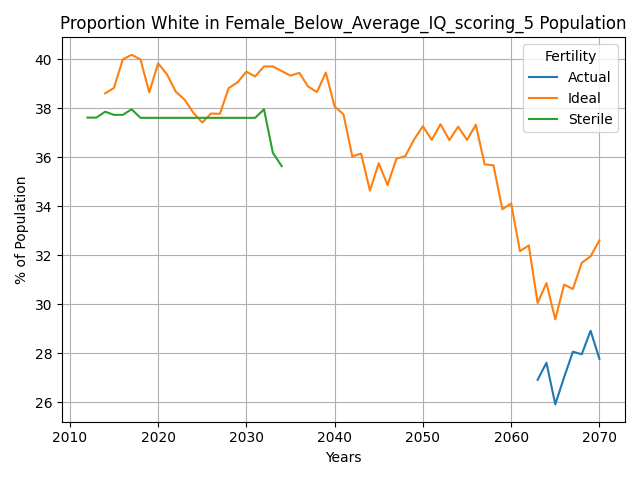 Proportion White in Female_Below_Average_IQ_scoring_5 Population
Fertility
Actual
Ideal
Sterile
% of Population
40
38
36
34
32
30
28
26
2010 2020 2030 2040 2050 2060 2070
Years